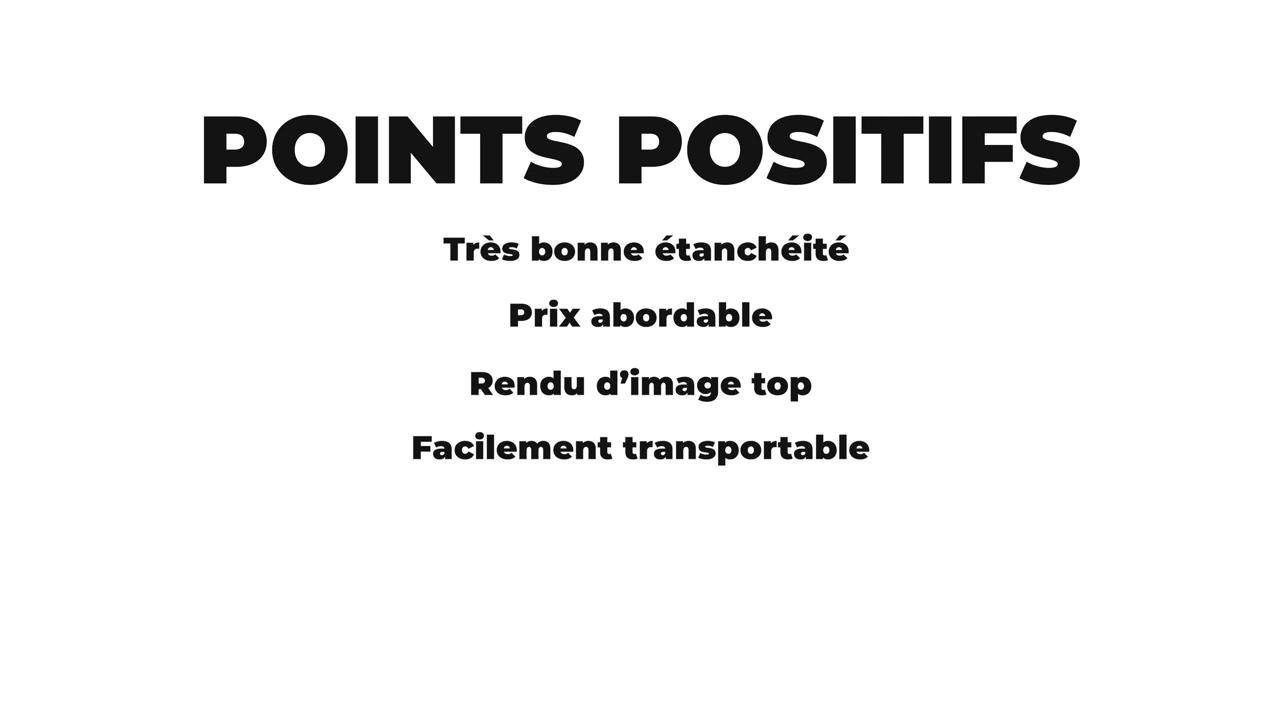 POINTS POSITIFS
Très bonne étanchéité
Prix abordable
Rendu d’image top
Facilement transportable